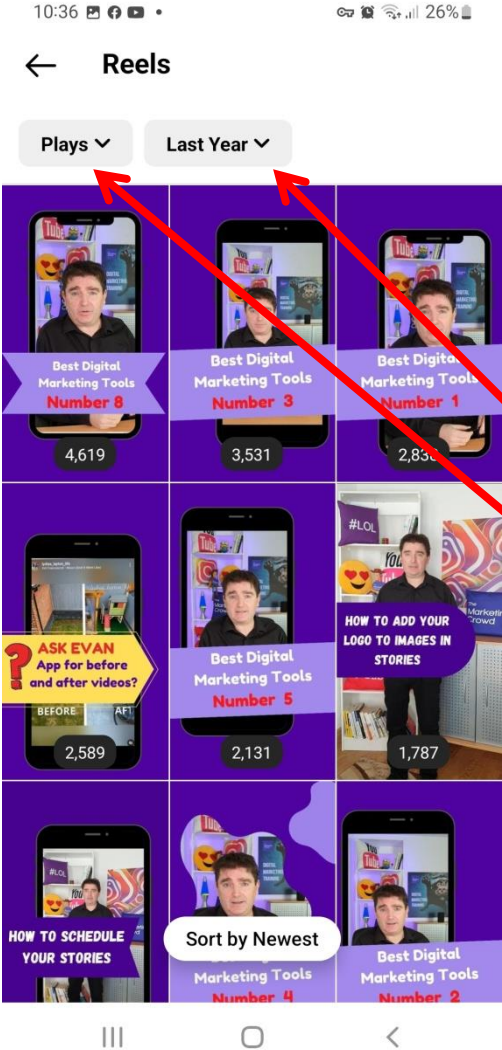 10:36
26%
Reels
Plays
Last Year
Best Digital
Marketing Tools
Number 8
4,619
Best Digital
Marketing Tools
Number 3
3,531
Best Digital
Marketing Tools
Number 1
ASK EVAN
App for before
and after videos?
BEFORE
2,589
Best Digital
Marketing Tools
Number 5
2,131
#LOL
You
HOW TO ADD YOUR
LOGO TO IMAGES IN
STORIES
1,787
#LOL
HOW TO SCHEDULE
YOUR STORIES
Sort by Newest
Marketing Tools
Number 4
Best Digital
Marketing Tools
Number 2